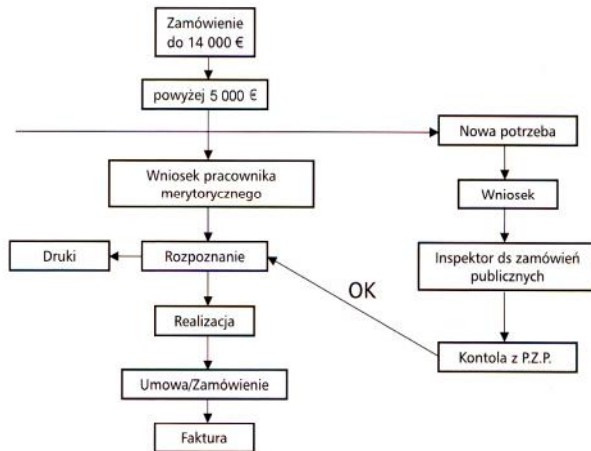 Zamówienie
do 14 000 €
powyżej 5 000 €
Nowa potrzeba
Wniosek pracownika
merytorycznego
Wniosek
Druki
Rozpoznanie
Inspektor ds zamówień
publicznych
OK
Realizacja
Kontola z P.Z.P.
Umowa/Zamówienie
Faktura